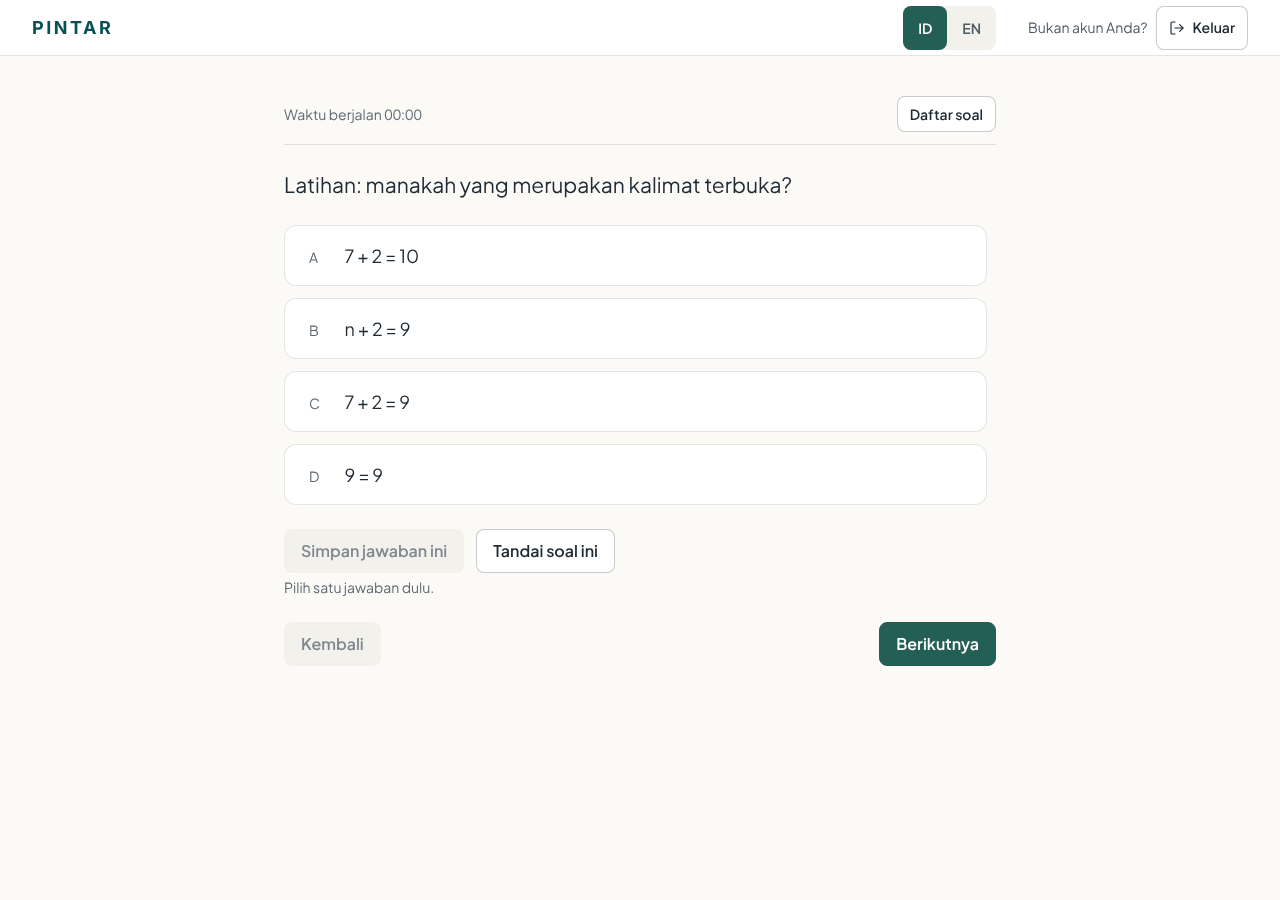 PINTAR
ID EN Bukan akun Anda? Keluar
Waktu berjalan 00:00 Daftar soal
Latihan: manakah yang merupakan kalimat terbuka?
A 7 + 2 = 10
B n + 2 = 9
C 7 + 2 = 9
D 9 = 9
Simpan jawaban ini Tandai soal ini
Pilih satu jawaban dulu.
Kembali Berikutnya